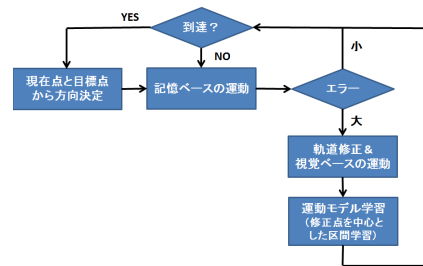 到達？
YES
NO
小
現在点と目標点
から方向決定
記憶ベースの運動
エラー
大
軌道修正＆
視覚ベースの運動
運動モデル学習
（修正点を中心と
した区間学習）